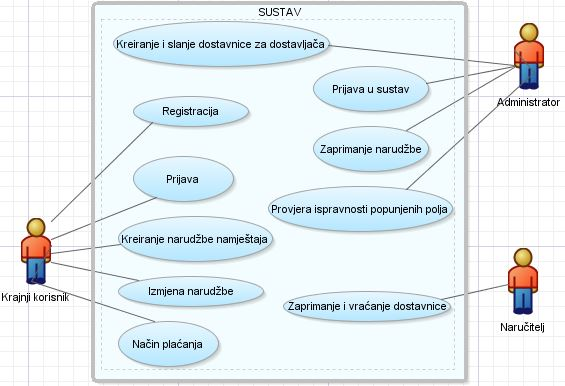 SUSTAV
Kreiranje i slanje dostavnice za dostavljača
Prijava u sustav
Administrator
Registracija
Zaprimanje narudžbe
Prijava
Provjera ispravnosti popunjenih polja
Kreiranje narudžbe namještaja
Krajnji korisnik
Izmjena narudžbe
Zaprimanje i vraćanje dostavnice
Naručitelj
Način plaćanja